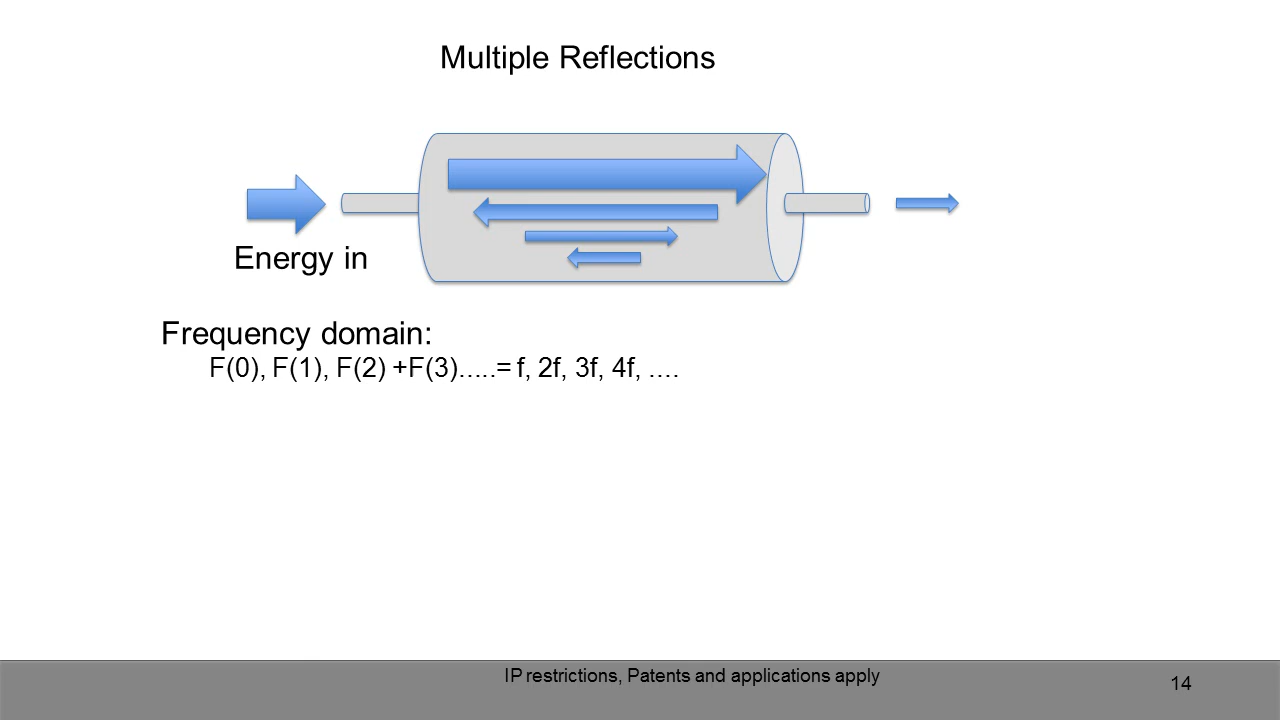 Multiple Reflections
Energy in
Frequency domain:
F(0), F(1), F(2) +F(3).....= f, 2f, 3f, 4f, ....
IP restrictions, Patents and applications apply
14